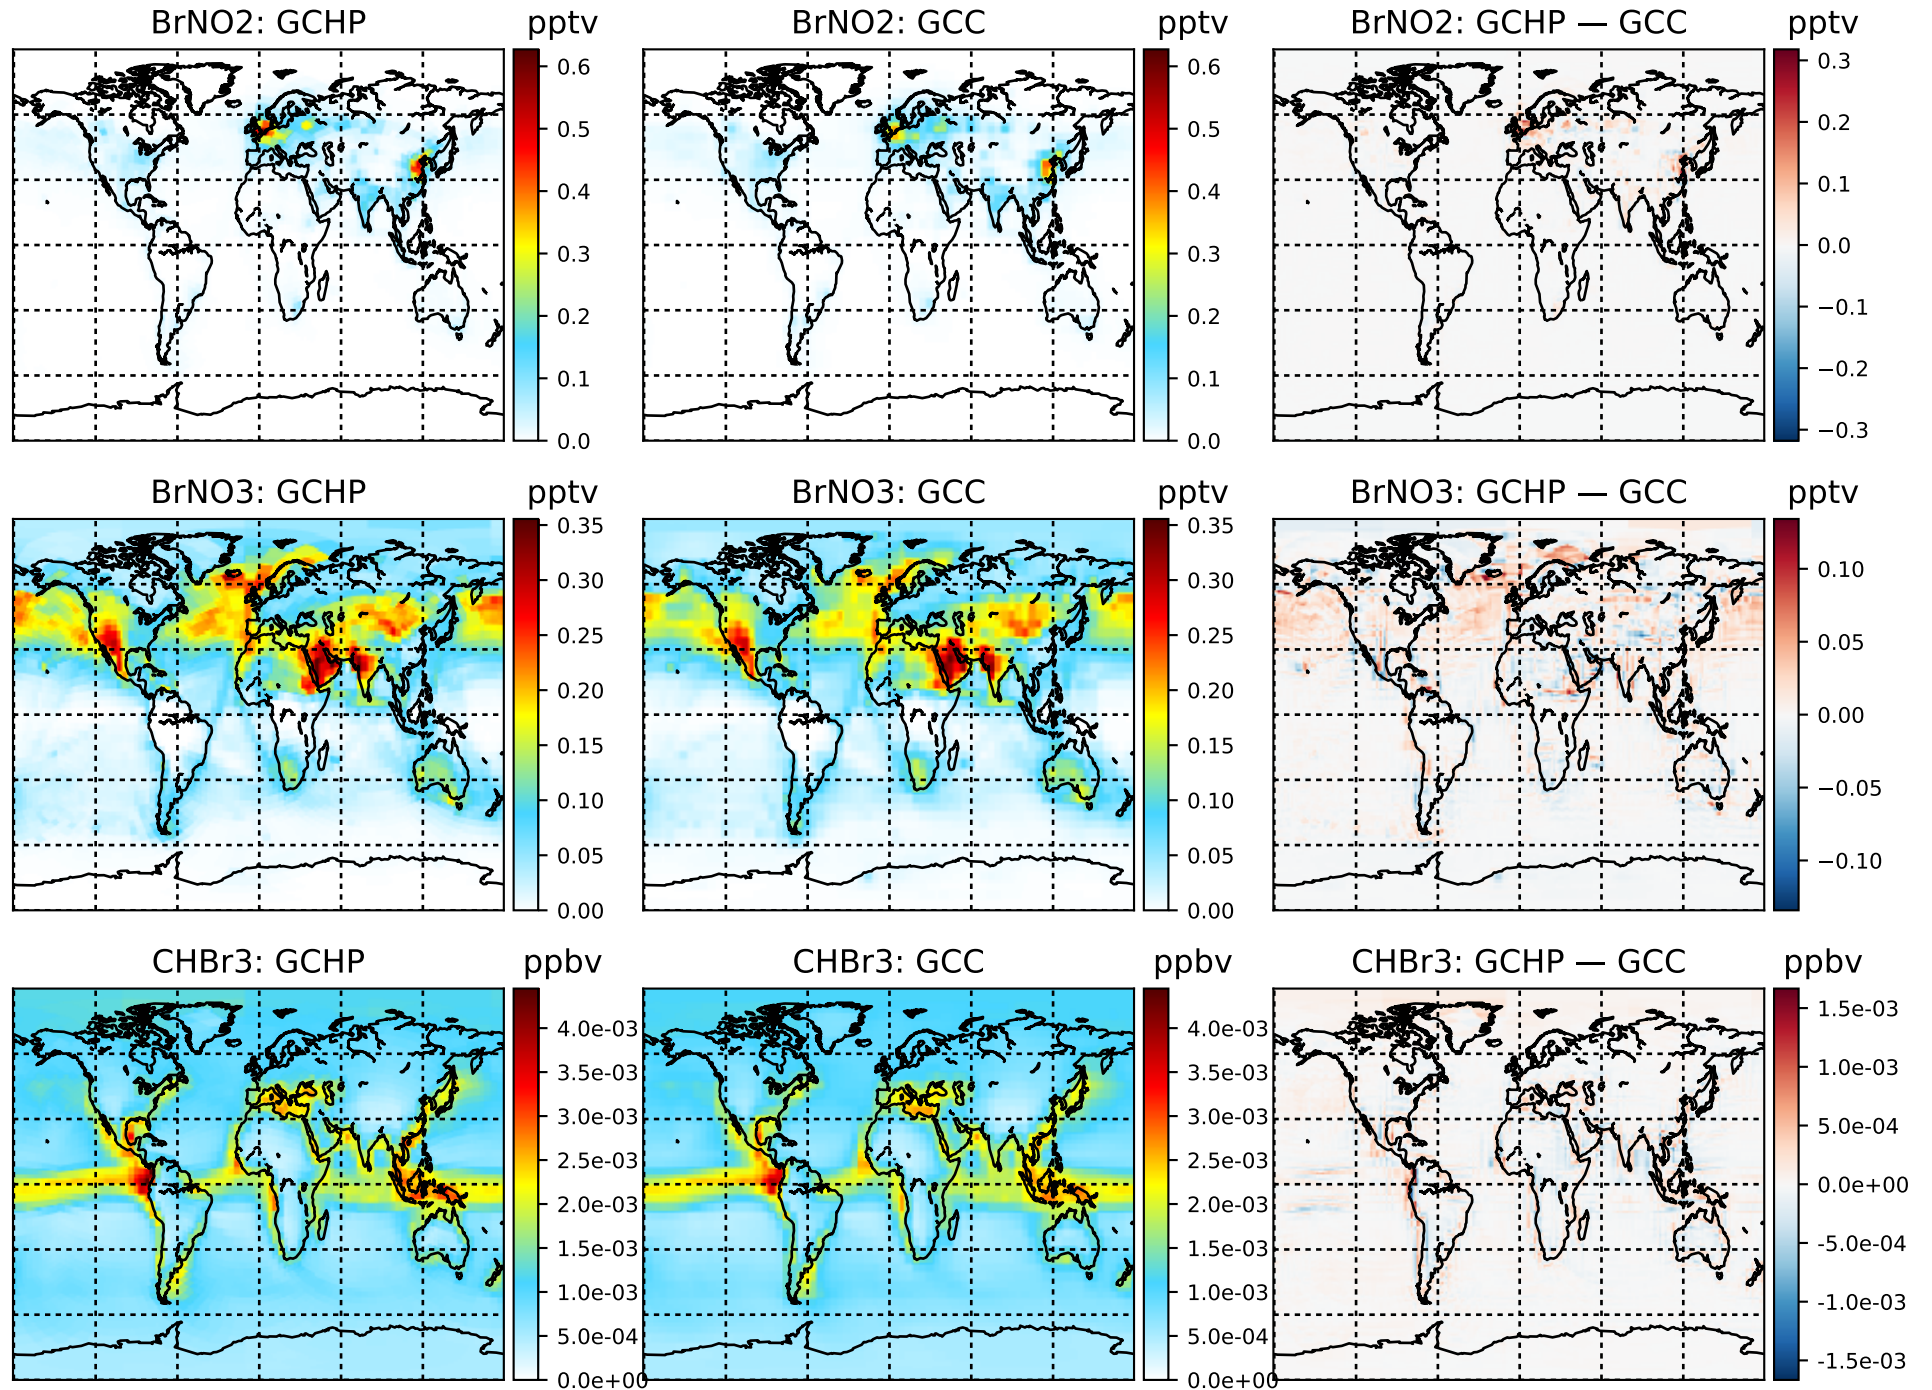 BrNO2: GCHP pptv BrNO2: GCC pptv BrNO2: GCHP — GCC pptv
0.6 0.6 0.3
0.5 0.5 0.2
0.4 0.4 0.1
0.3 0.3 0.0
0.2 0.2 −0.1
0.1 0.1 −0.2
0.0 0.0 −0.3
BrNO3: GCHP pptv BrNO3: GCC pptv BrNO3: GCHP — GCC pptv
0.35 0.35
0.30 0.30 0.10
0.25 0.25 0.05
0.20 0.20 0.00
0.15 0.15
0.10 0.10 −0.05
0.05 0.05 −0.10
0.00 0.00
CHBr3: GCHP ppbv CHBr3: GCC ppbv CHBr3: GCHP — GCC ppbv
4.0e-03 4.0e-03 1.5e-03
3.5e-03 3.5e-03 1.0e-03
3.0e-03 3.0e-03 5.0e-04
2.5e-03 2.5e-03 0.0e+00
2.0e-03 2.0e-03
1.5e-03 1.5e-03 -5.0e-04
1.0e-03 1.0e-03 -1.0e-03
5.0e-04 5.0e-04 -1.5e-03
0.0e+00 0.0e+00